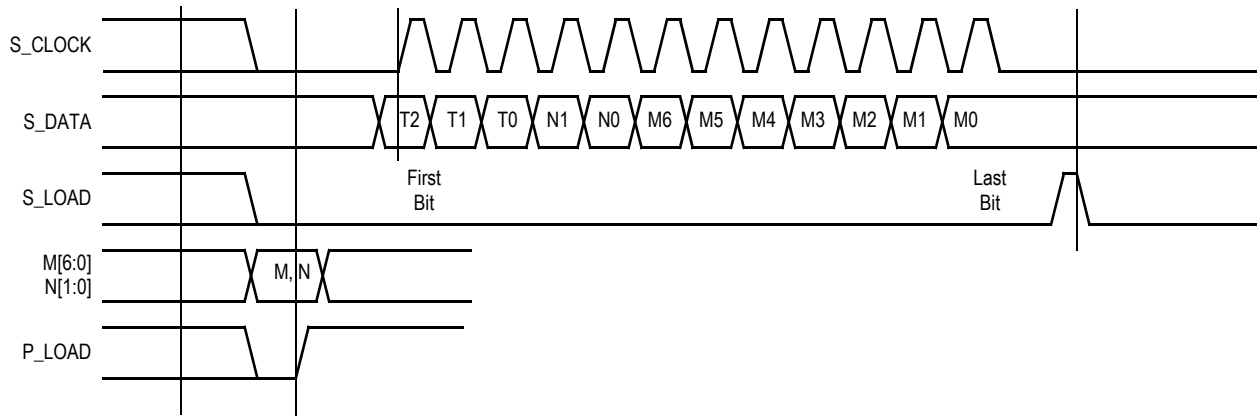 S_CLOCK
S_DATA
T2 T1 T0 N1 N0 M6 M5 M4 M3 M2 M1 M0
First
Bit
Last
Bit
S_LOAD
M[6:0]
N[1:0]
M, N
P_LOAD